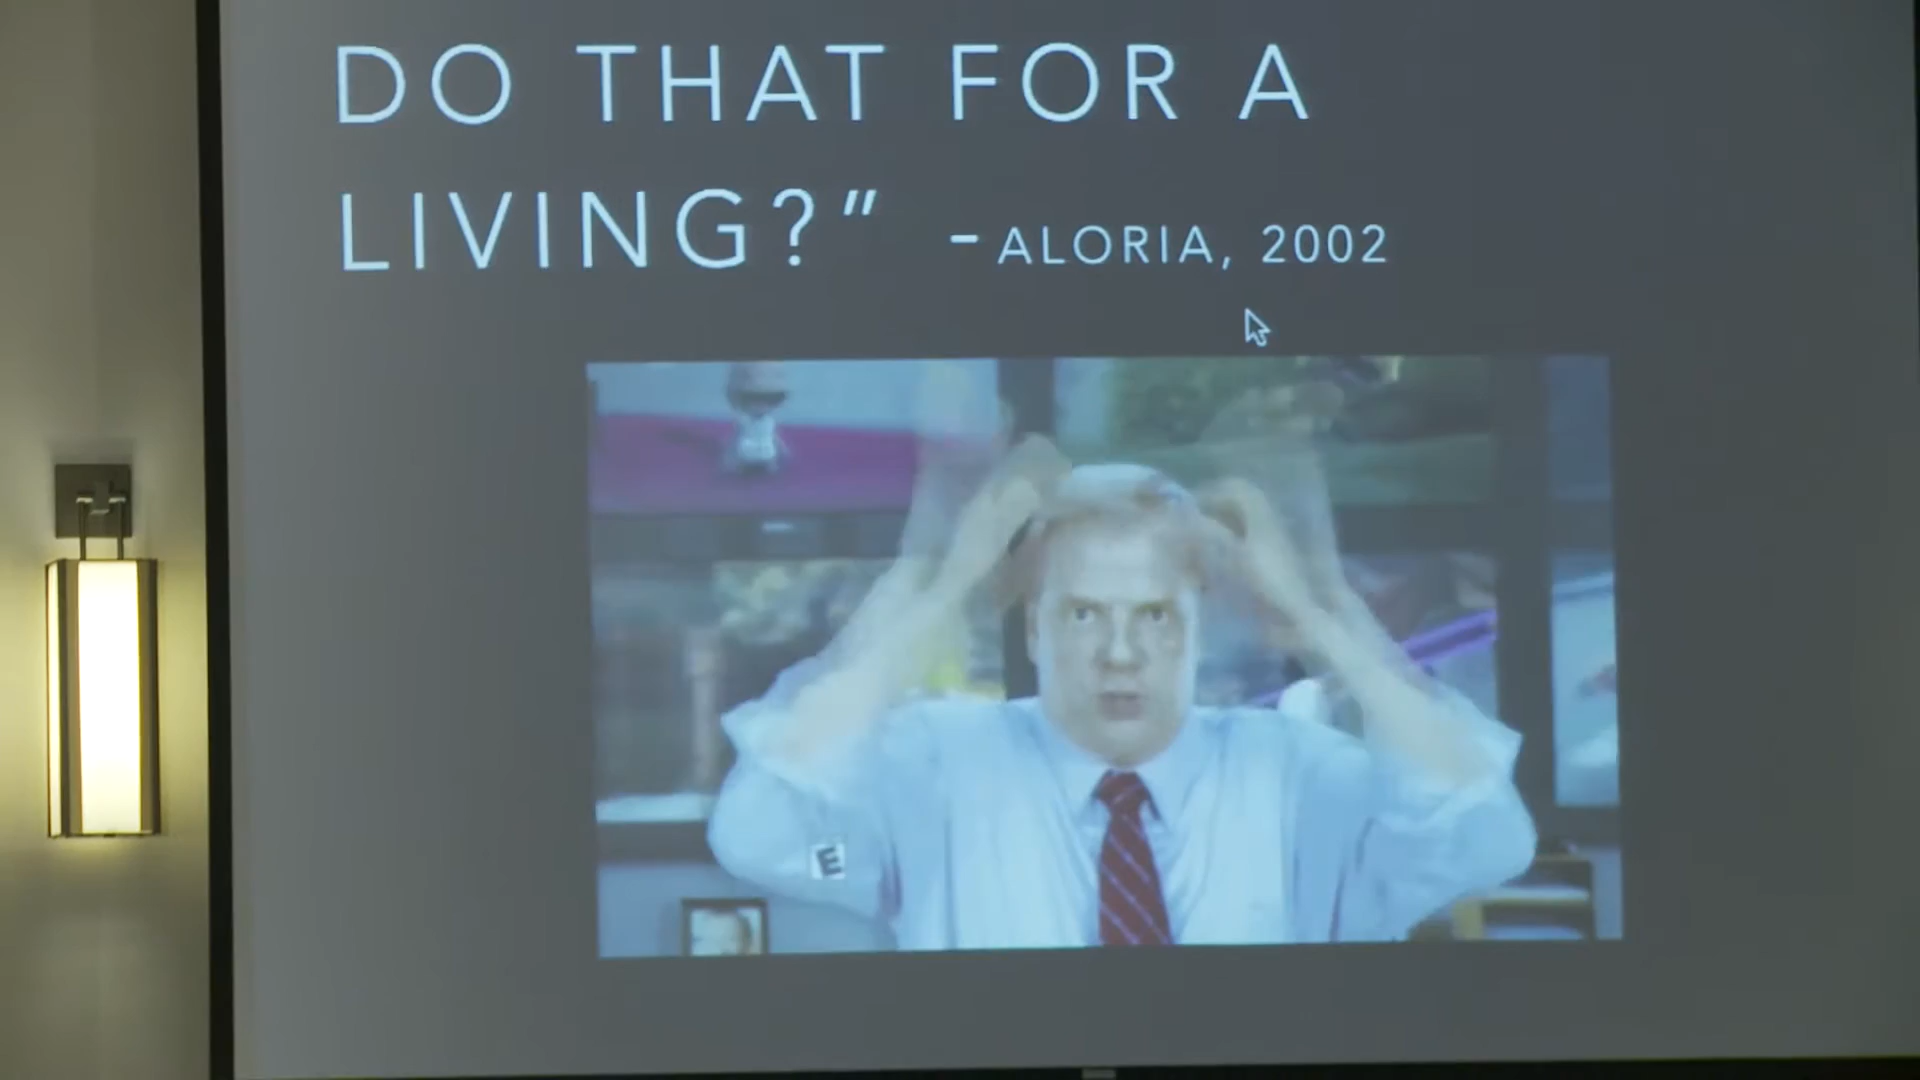 DO THAT FOR A
LIVING?” - ALORIA, 2002
E